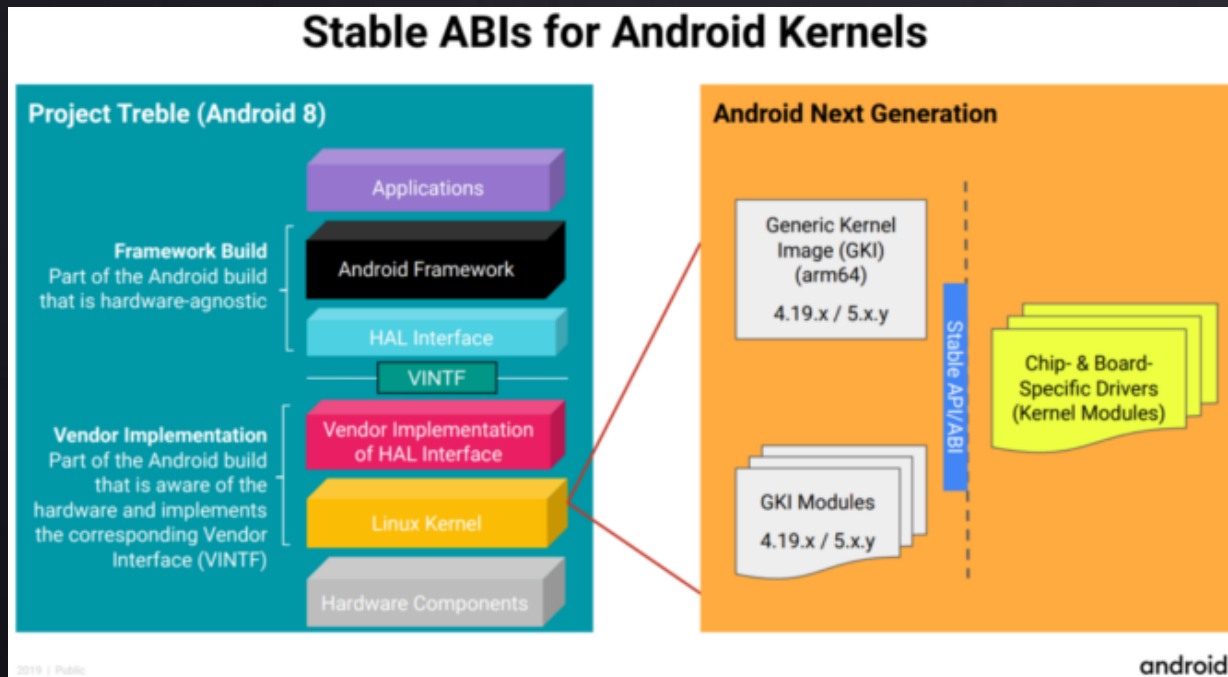 Stable ABIs for Android Kernels
Project Treble (Android 8)
Applications
Framework Build
Part of the Android build
that is hardware-agnostic
Android Framework
HAL Interface
VINTF
Vendor Implementation
Part of the Android build
that is aware of the
hardware and implements
the corresponding Vendor
Interface (VINTF)
Vendor Implementation
of HAL Interface
Linux Kernel
Hardware Components
Android Next Generation
Generic Kernel
Image (GKI)
(arm64)
4.19.x / 5.x.y
GKI Modules
4.19.x / 5.x.y
Stable API/ABI
Chip- & Board-
Specific Drivers
(Kernel Modules)
2019 | Public
android